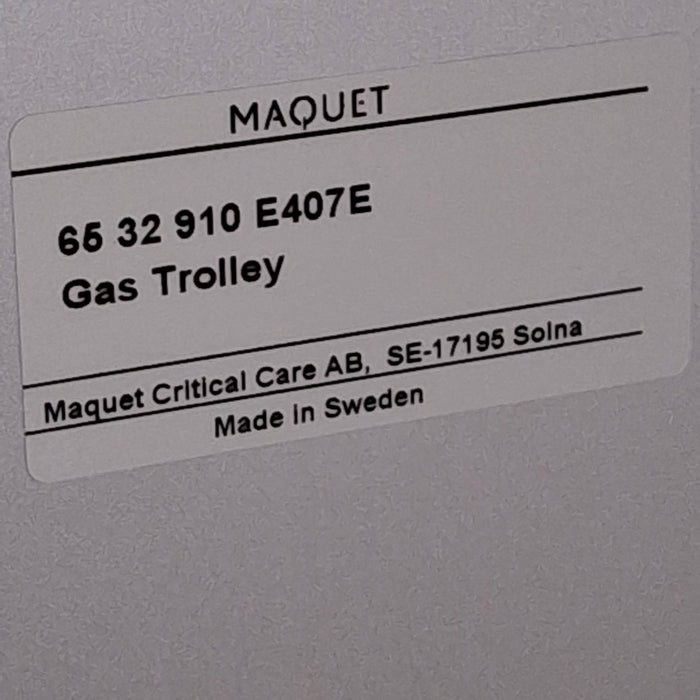 MAQUET
65 32 910 E407E
Gas Trolley
Maquet Critical Care AB, SE-17195 Solna
Made in Sweden